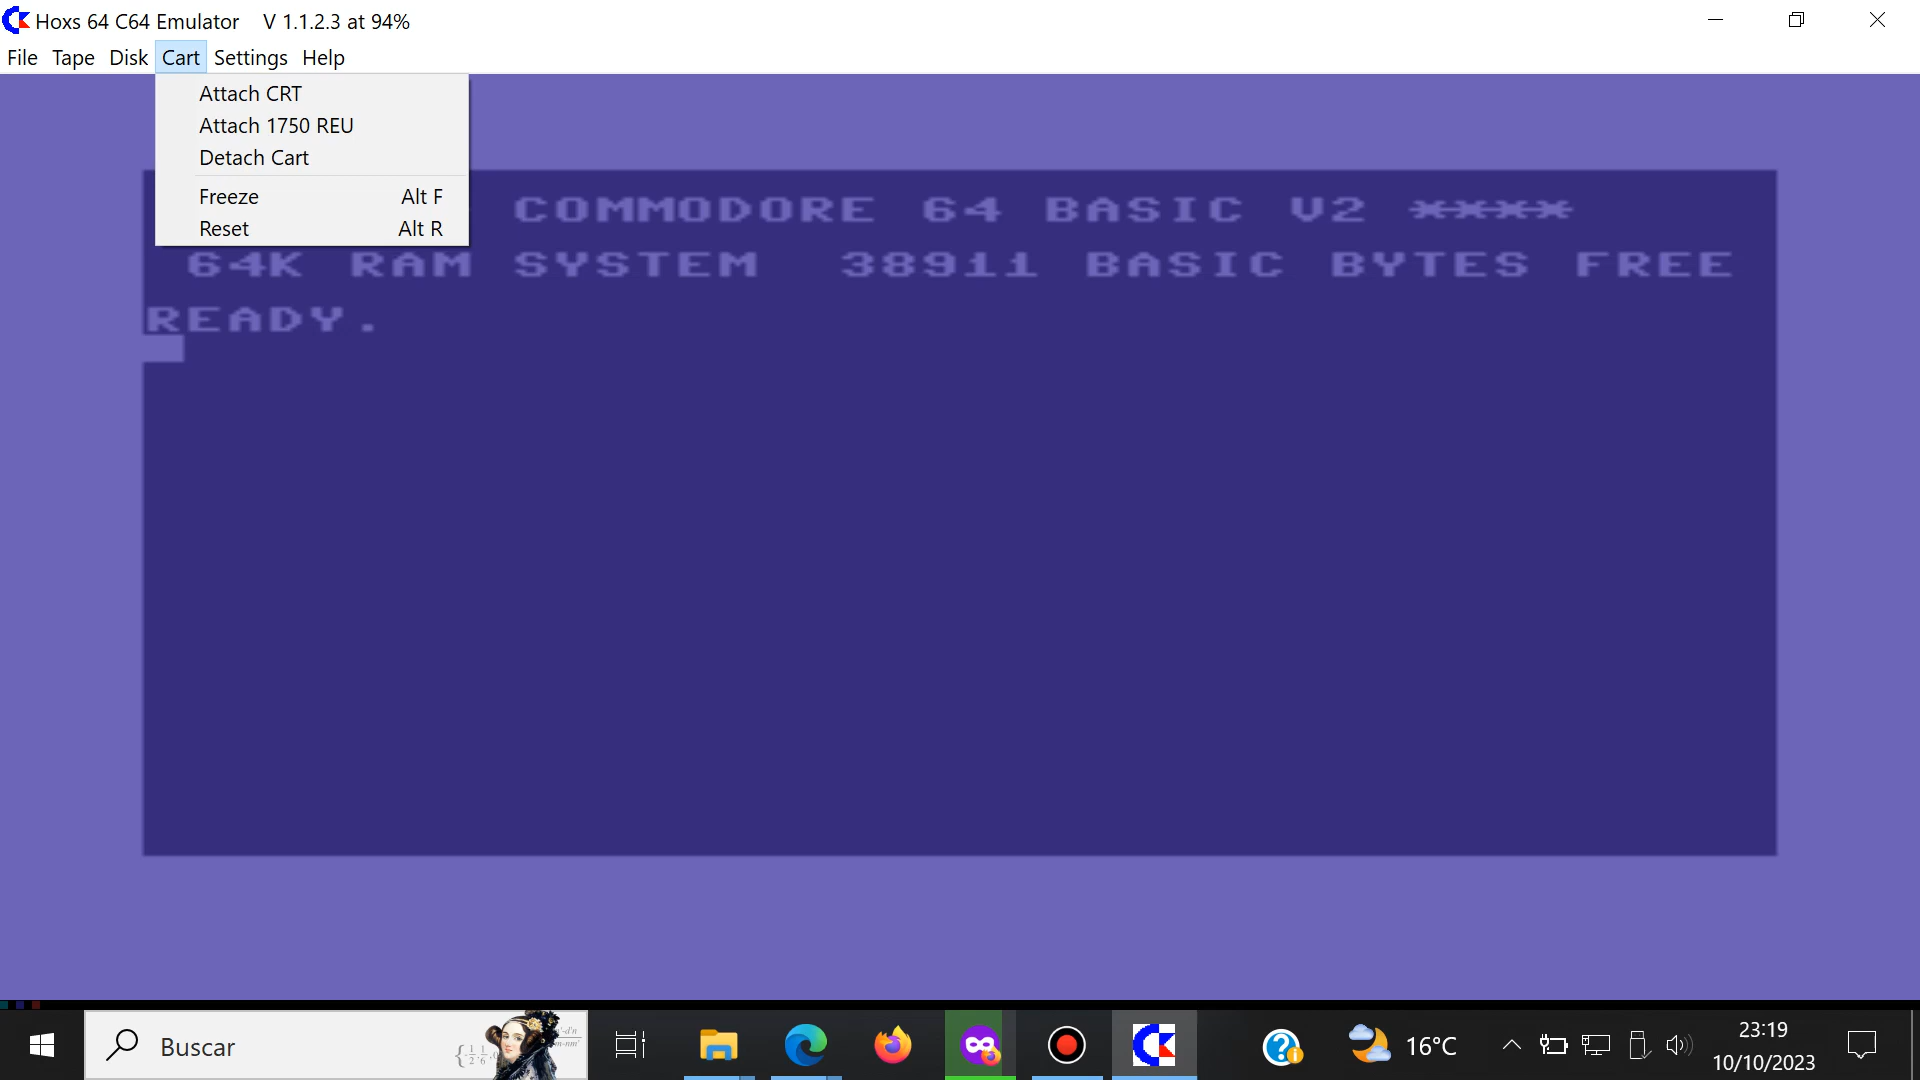 Hoxs 64 C64 Emulator V 1.1.2.3 at 94%
File Tape Disk Cart Settings Help
Attach CRT
Attach 1750 REU
Detach Cart
Freeze Alt F
Reset Alt R
COMMODORE 64 BASIC V2 ****
64K RAM SYSTEM 38911 BASIC BYTES FREE
READY.
Buscar
16°C
23:19
10/10/2023